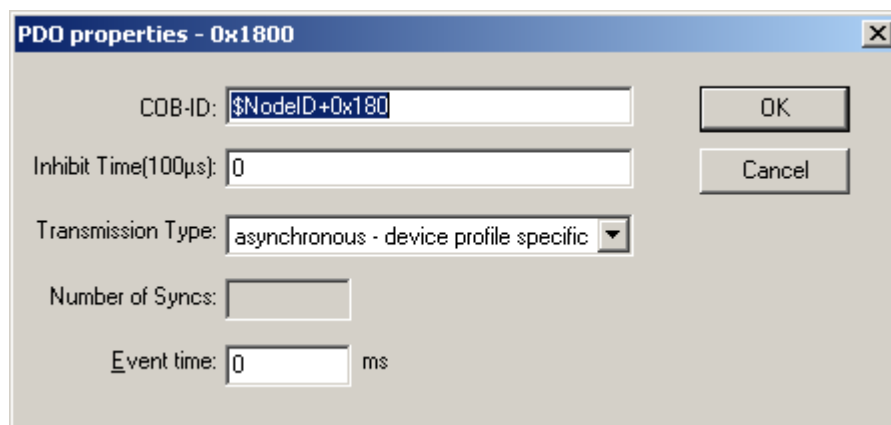 PDO properties - 0x1800
COB-ID: $NodeID+0x180
OK
Inhibit Time(100µs): 0
Cancel
Transmission Type: asynchronous - device profile specific
Number of Syncs:
Event time: 0 ms